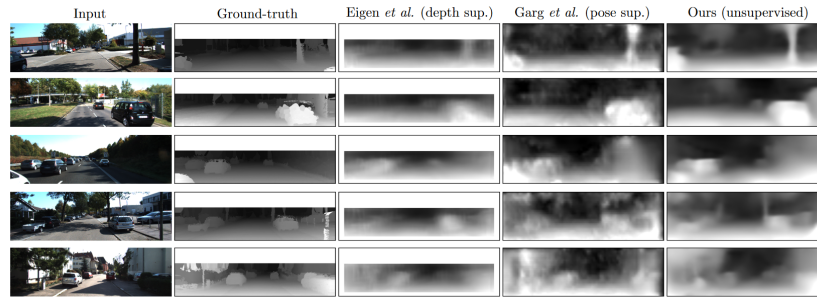 Input Ground-truth Eigen et al. (depth sup.) Garg et al. (pose sup.) Ours (unsupervised)